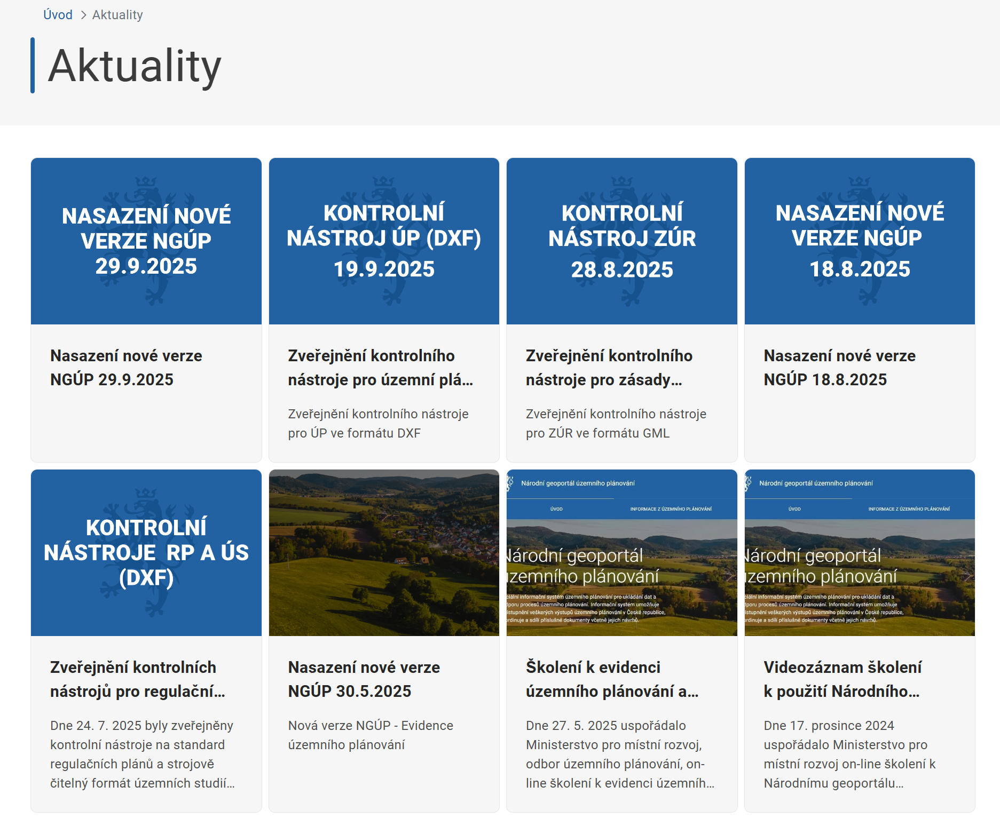 Úvod > Aktuality
Aktuality
NASAZENÍ NOVÉ
VERZE NGÚP
29.9.2025
Nasazení nové verze
NGÚP 29.9.2025
KONTROLNÍ
NÁSTROJ ÚP (DXF)
19.9.2025
Zveřejnění kontrolního
nástroje pro územní plá…
Zveřejnění kontrolního nástroje
pro ÚP ve formátu DXF
KONTROLNÍ
NÁSTROJ ZÚR
28.8.2025
Zveřejnění kontrolního
nástroje pro zásady…
Zveřejnění kontrolního nástroje
pro ZÚR ve formátu GML
NASAZENÍ NOVÉ
VERZE NGÚP
18.8.2025
Nasazení nové verze
NGÚP 18.8.2025
KONTROLNÍ
NÁSTROJE RP A ÚS
(DXF)
Zveřejnění kontrolních
nástrojů pro regulační…
Dne 24. 7. 2025 byly zveřejněny
kontrolní nástroje na standard
regulačních plánů a strojově
čitelný formát územních studií…
Nasazení nové verze
NGÚP 30.5.2025
Nová verze NGÚP - Evidence
územního plánování
Národní geoportál územního plánování
ÚVOD
INFORMACE Z ÚZEMNÍHO PLÁNOVÁNÍ
Národní geoportál
územního plánování
ciální informační systém územního plánování pro ukládání dat a
dporu procesů územního plánování. Informační systém umožňuje
ístupnění veškerých výstupů územního plánování v České republice,
ordinuje a sdílí příslušné dokumenty včetně jejich návrhů.
Školení k evidenci
územního plánování a…
Dne 27. 5. 2025 uspořádalo
Ministerstvo pro místní rozvoj,
odbor územního plánování, on-
line školení k evidenci územníh…
Národní geoportál územního plánování
ÚVOD
INFORMACE Z ÚZEMNÍHO PLÁNOVÁNÍ
Národní geoportál
územního plánování
ciální informační systém územního plánování pro ukládání dat a
dporu procesů územního plánování. Informační systém umožňuje
ístupnění veškerých výstupů územního plánování v České republice,
ordinuje a sdílí příslušné dokumenty včetně jejich návrhů.
Videozáznam školení
k použití Národního…
Dne 17. prosince 2024
uspořádalo Ministerstvo pro
místní rozvoj on-line školení k
Národnímu geoportálu…